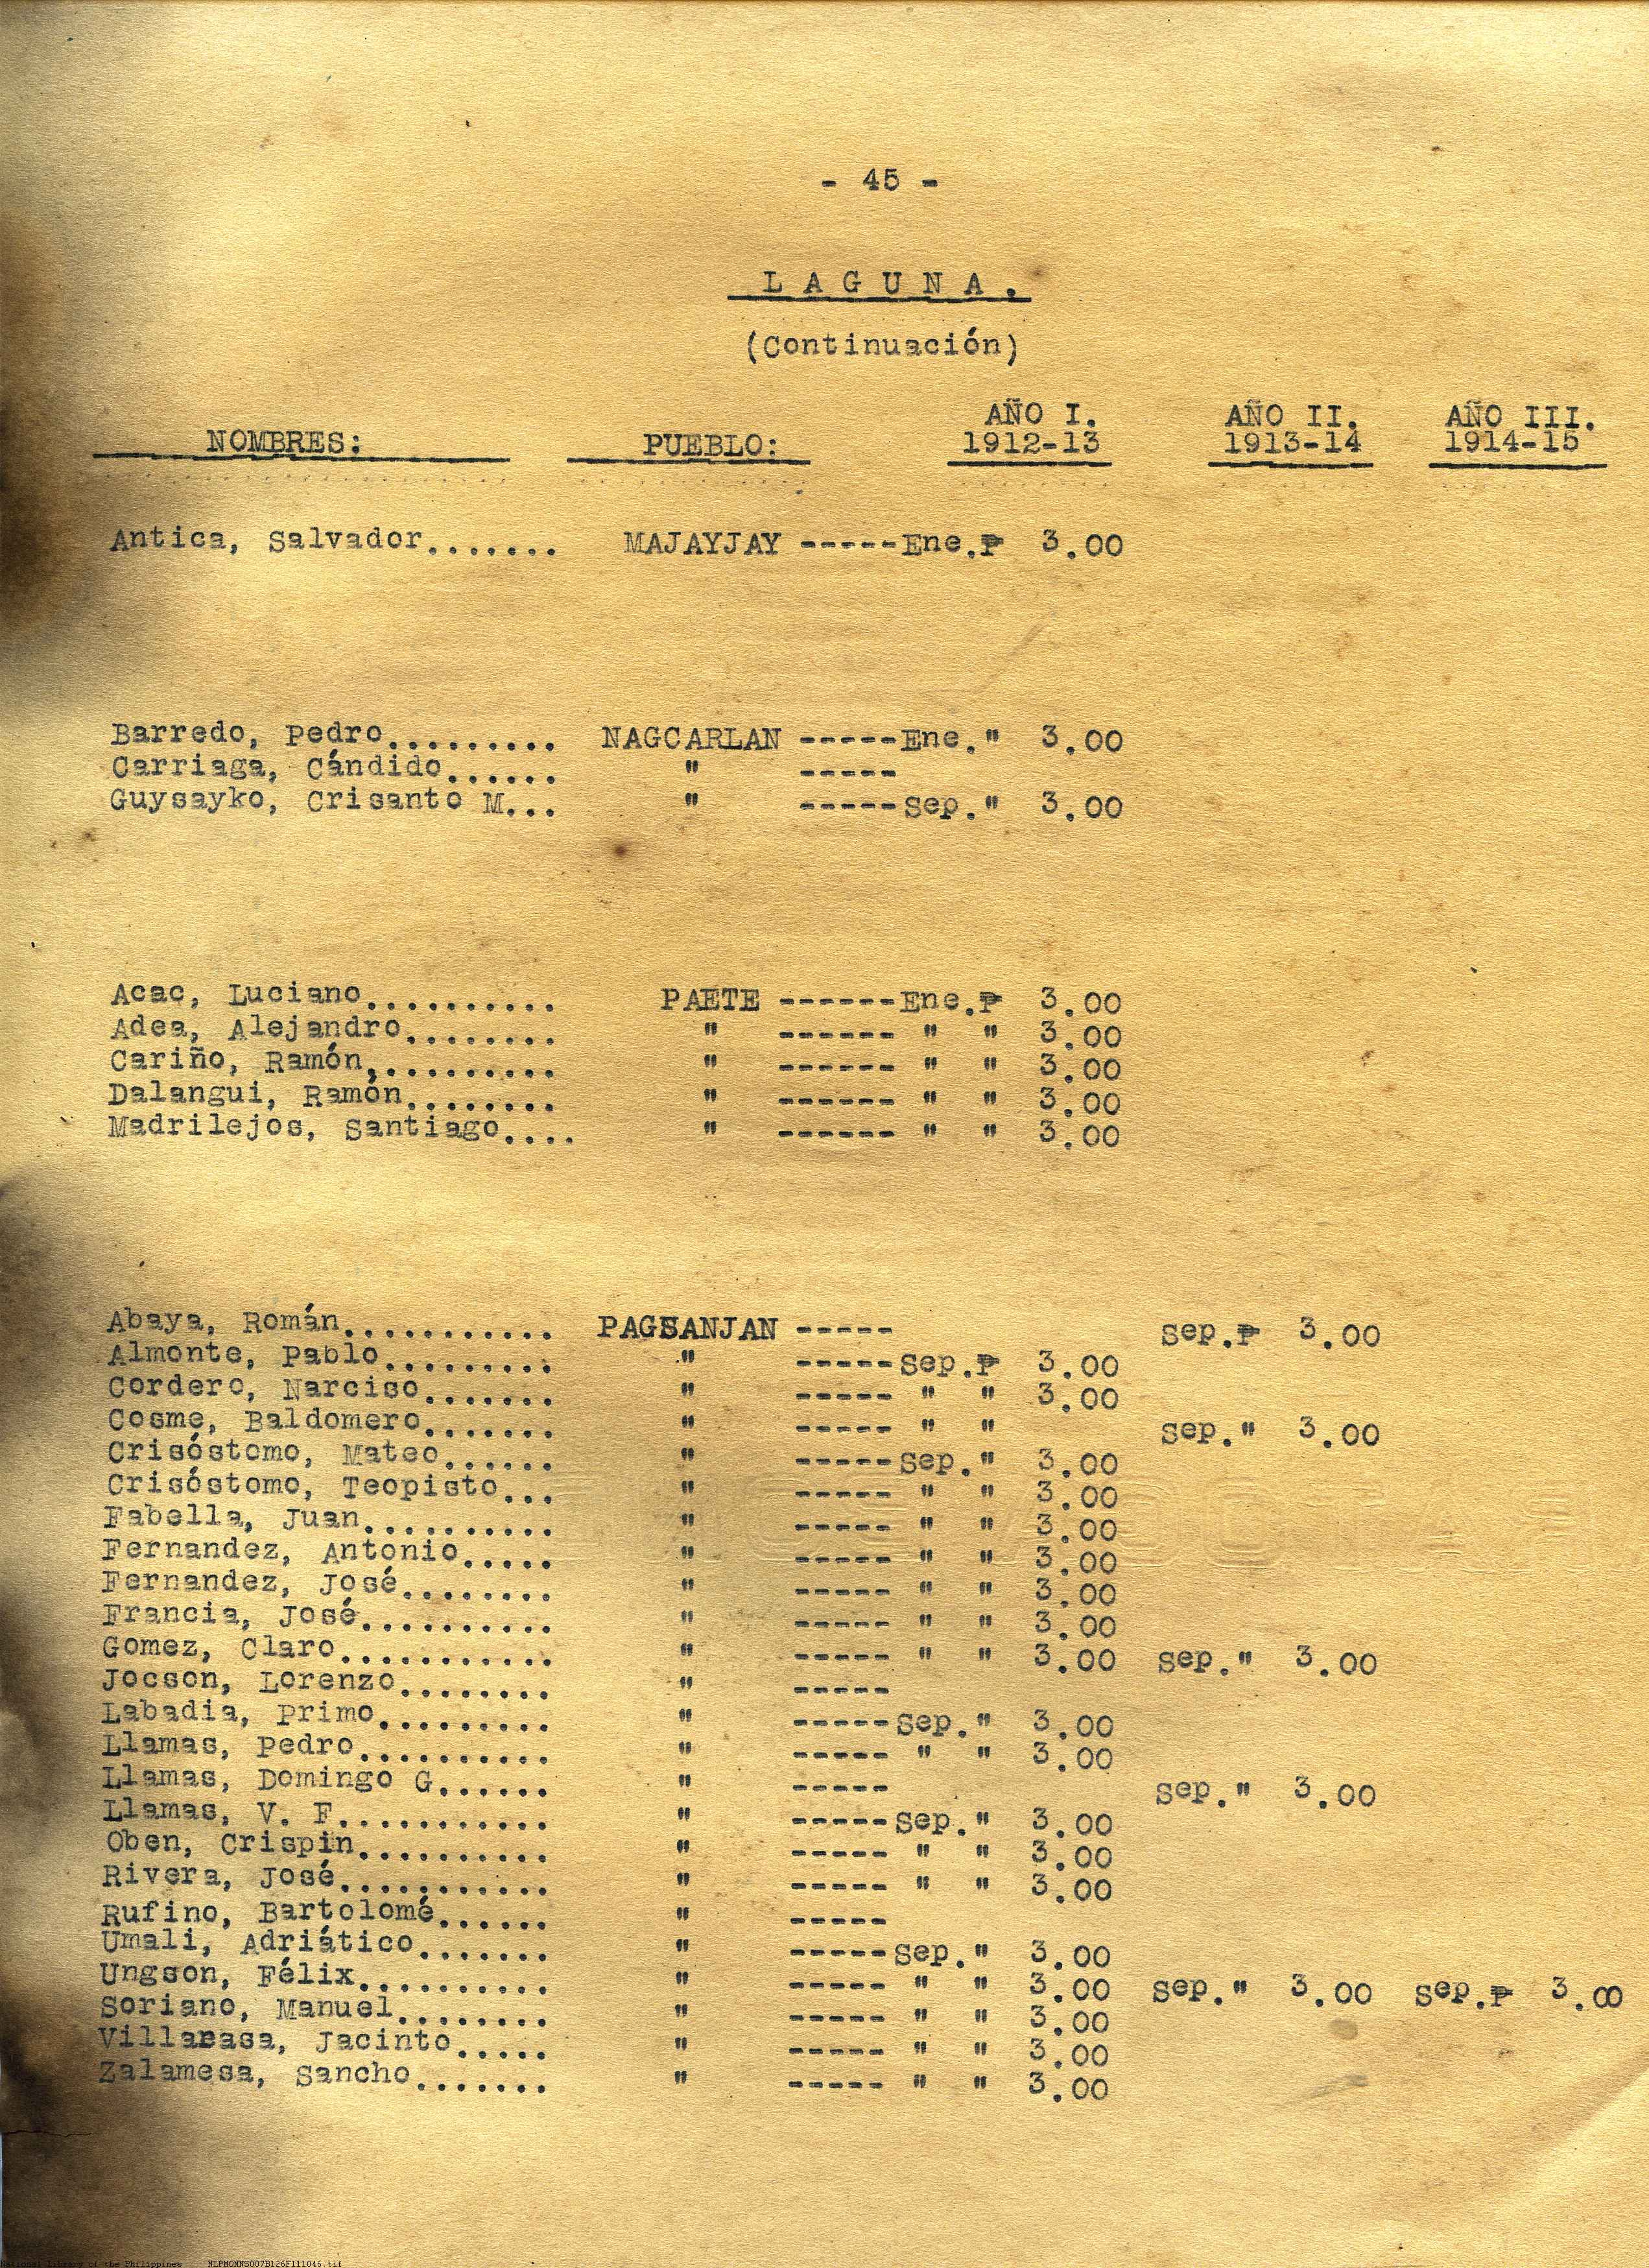 - 45 -
L A G U N A .
(Continuación)
AÑO I. AÑO II. AÑO III.
NOMBRES: PUEBLO: 1912-13 1913-14 1914-15
Antica, Salvador....... MAJAYJAY -----Ene.₱ 3.00
Barredo, Pedro......... NAGCARLAN -----Ene." 3.00
Carriaga, Cándido...... " -----
Guysayko, Crisanto M... " -----Sep." 3.00
Acac, Luciano.......... PAETE ------Ene.₱ 3.00
Adea, Alejandro........ " ------ " " 3.00
Cariño, Ramón,......... " ------ " " 3.00
Dalangui, Ramón........ " ------ " " 3.00
Madrilejos, Santiago.... " ------ " " 3.00
Abaya, Román........... PAGSANJAN ----- Sep.₱ 3.00
Almonte, Pablo......... " -----Sep.₱ 3.00
Cordero, Narciso....... " ----- " " 3.00
Cosme, Baldomero....... " ----- " " Sep." 3.00
Crisóstomo, Mateo...... " -----Sep." 3.00
Crisóstomo, Teopisto... " ----- " " 3.00
Fabella, Juan.......... " ----- " " 3.00
Fernandez, Antonio..... " ----- " " 3.00
Fernandez, José........ " ----- " " 3.00
Francia, José.......... " ----- " " 3.00
Gomez, Claro........... " ----- " " 3.00 Sep." 3.00
Jocson, Lorenzo........ " -----
Labadia, Primo......... " -----Sep." 3.00
Llamas, Pedro.......... " ----- " " 3.00
Llamas, Domingo G...... " ----- Sep." 3.00
Llamas, V. F........... " -----Sep." 3.00
Oben, Crispin.......... " ----- " " 3.00
Rivera, José........... " ----- " " 3.00
Rufino, Bartolomé...... " -----
Umali, Adriático....... " -----Sep." 3.00
Ungson, Félix.......... " ----- " " 3.00 Sep." 3.00 Sep.₱ 3.00
Soriano, Manuel........ " ----- " " 3.00
Jacinto..... " ----- " " 3.00
Zalamesa, Sancho....... " ----- " " 3.00
National Library of the Philippines NLPMQMNS007B126F111046.tif